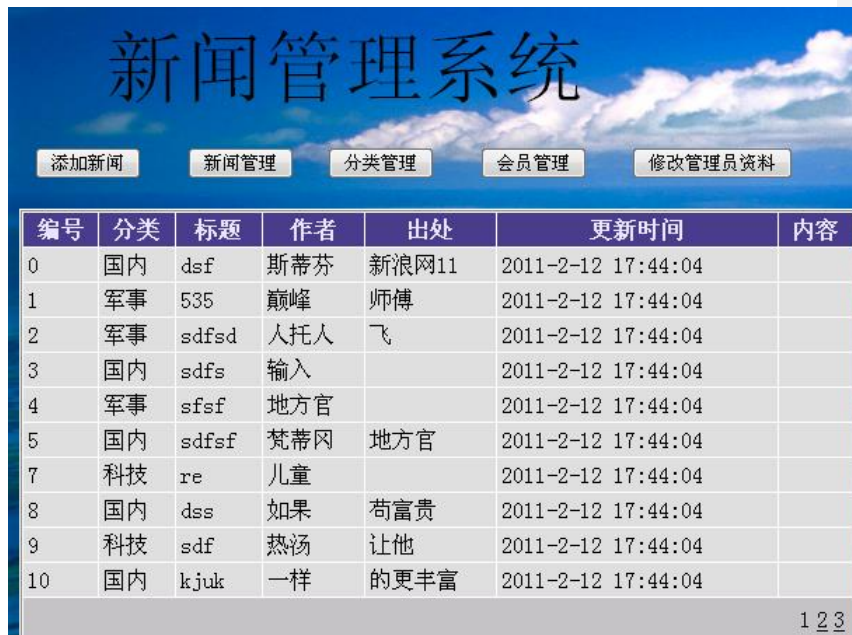 新闻管理系统
添加新闻 新闻管理 分类管理 会员管理 修改管理员资料
编号 分类 标题 作者 出处 更新时间 内容
0 国内 dsf 斯蒂芬 新浪网11 2011-2-12 17:44:04
1 军事 535 巅峰 师傅 2011-2-12 17:44:04
2 军事 sdfsd 人托人 飞 2011-2-12 17:44:04
3 国内 sdfs 输入 2011-2-12 17:44:04
4 军事 sfsf 地方官 2011-2-12 17:44:04
5 国内 sdfsf 梵蒂冈 地方官 2011-2-12 17:44:04
7 科技 re 儿童 2011-2-12 17:44:04
8 国内 dss 如果 苟富贵 2011-2-12 17:44:04
9 科技 sdf 热汤 让他 2011-2-12 17:44:04
10 国内 kjuk 一样 的更丰富 2011-2-12 17:44:04
1 2 3